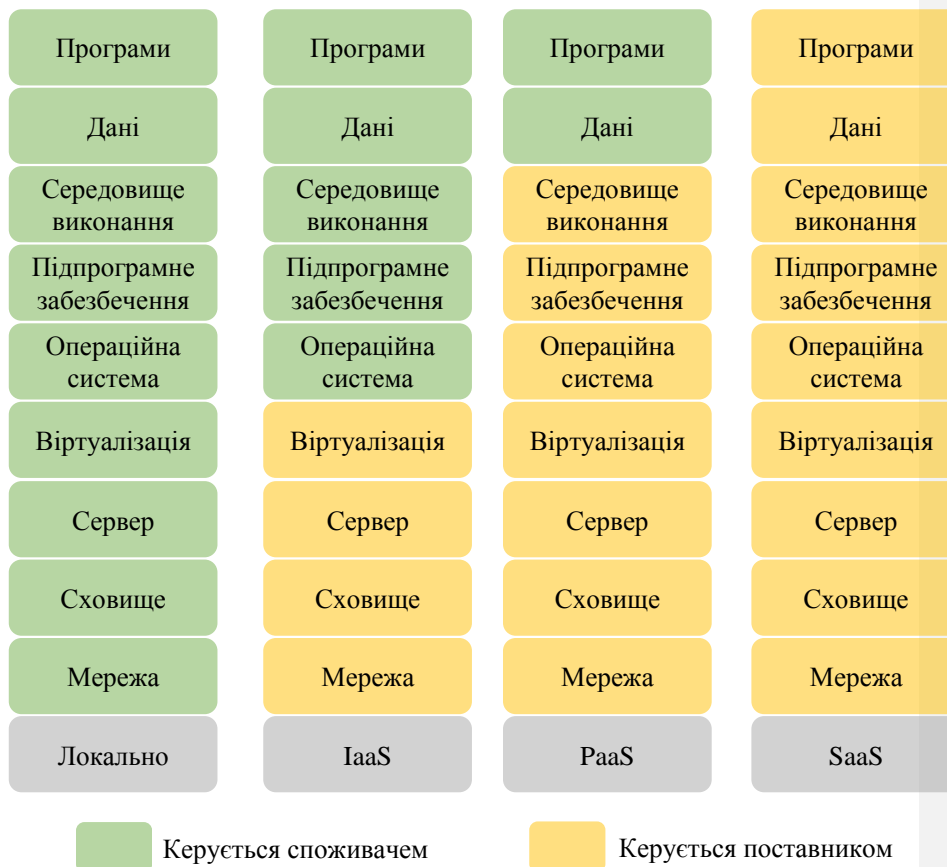 Програми
Програми
Програми
Програми
Дані
Дані
Дані
Дані
Середовище
виконання
Середовище
виконання
Середовище
виконання
Середовище
виконання
Підпрограмне
забезбечення
Підпрограмне
забезбечення
Підпрограмне
забезбечення
Підпрограмне
забезбечення
Операційна
система
Операційна
система
Операційна
система
Операційна
система
Віртуалізація
Віртуалізація
Віртуалізація
Віртуалізація
Сервер
Сервер
Сервер
Сервер
Сховище
Сховище
Сховище
Сховище
Мережа
Мережа
Мережа
Мережа
Локально
IaaS
PaaS
SaaS
Керується споживачем
Керується поставником